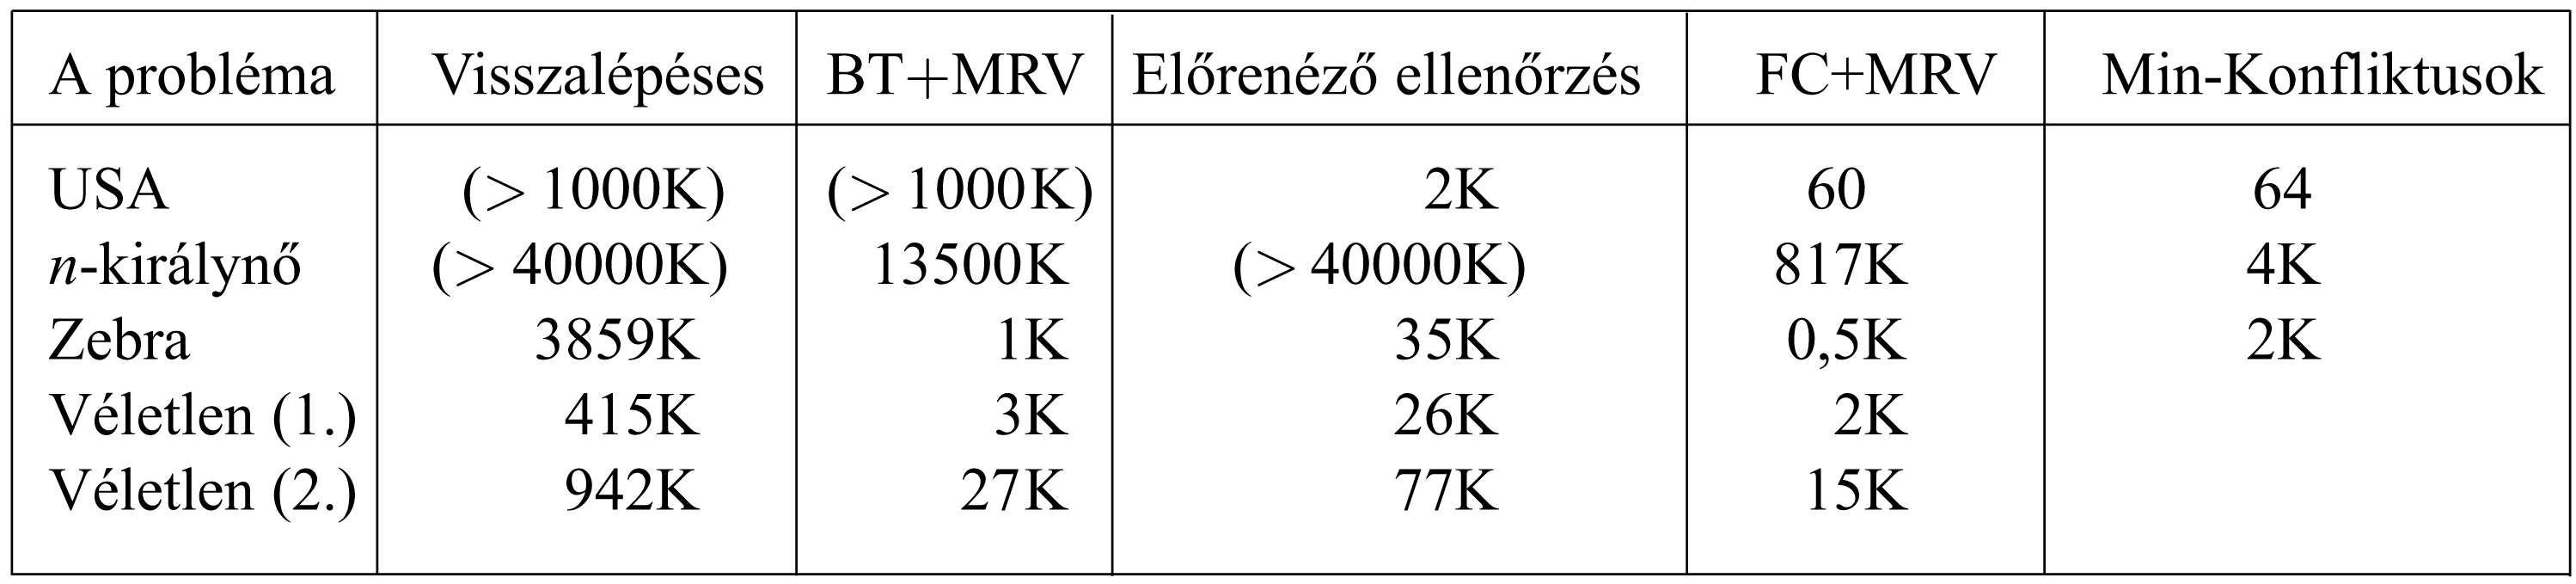 A probléma Visszalépéses BT+MRV Előrenéző ellenőrzés FC+MRV Min-Konfliktusok
USA (> 1000K) (> 1000K) 2K 60 64
n-királynő (> 40000K) 13500K (> 40000K) 817K 4K
Zebra 3859K 1K 35K 0,5K 2K
Véletlen (1.) 415K 3K 26K 2K
Véletlen (2.) 942K 27K 77K 15K